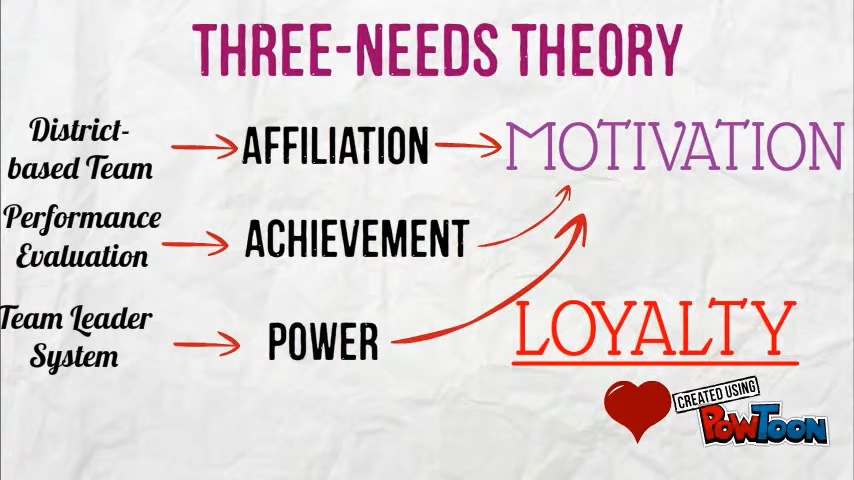 THREE-NEEDS THEORY
District-
based Team
AFFILIATION
MOTIVATION
Performance
Evaluation
ACHIEVEMENT
Team Leader
System
POWER
LOYALTY
CREATED USING
POWTOON